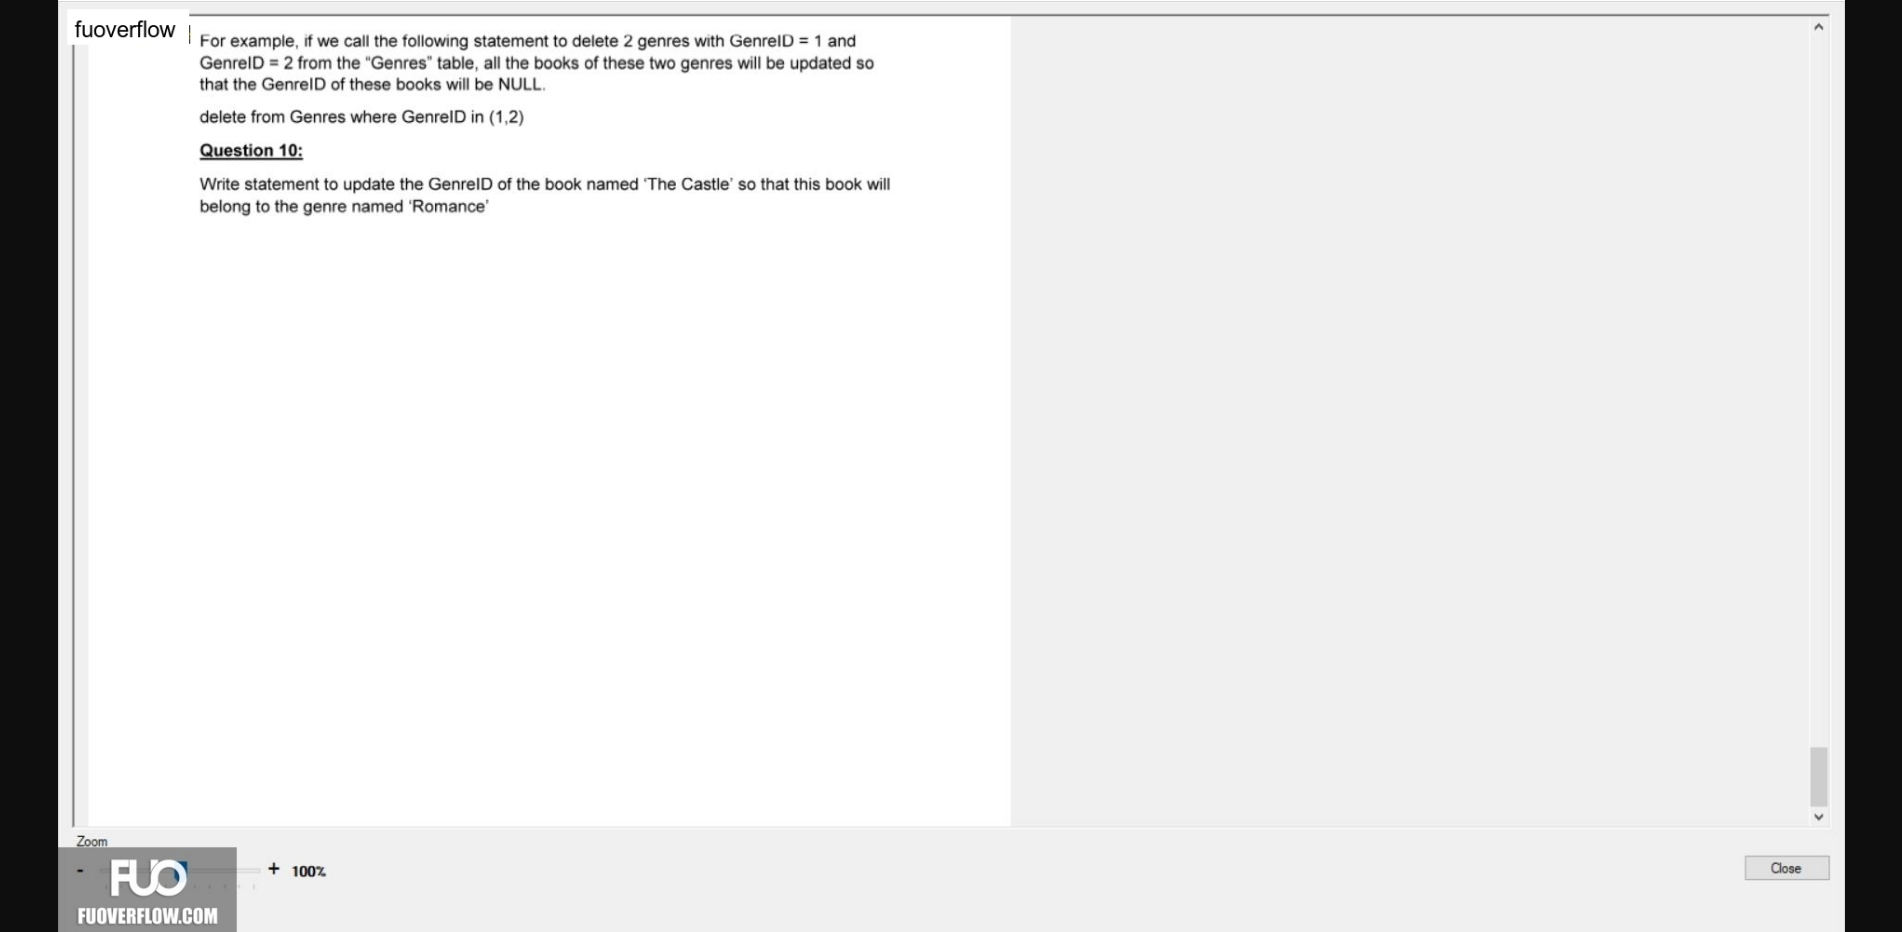 fuoverflow
For example, if we call the following statement to delete 2 genres with GenreID = 1 and
GenreID = 2 from the “Genres” table, all the books of these two genres will be updated so
that the GenreID of these books will be NULL.
delete from Genres where GenreID in (1,2)
Question 10:
Write statement to update the GenreID of the book named ‘The Castle’ so that this book will
belong to the genre named ‘Romance’
Zoom
- + 100%
Close
FUO
FUOVERFLOW.COM